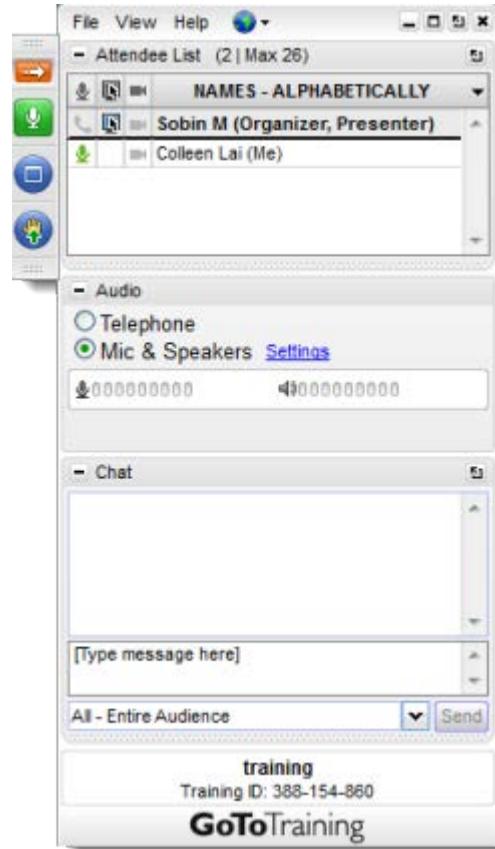 File View Help
Attendee List (2 | Max 26)
NAMES - ALPHABETICALLY
Sobin M (Organizer, Presenter)
Colleen Lai (Me)
Audio
Telephone
Mic & Speakers Settings
Chat
[Type message here]
All - Entire Audience Send
training
Training ID: 388-154-860
GoToTraining